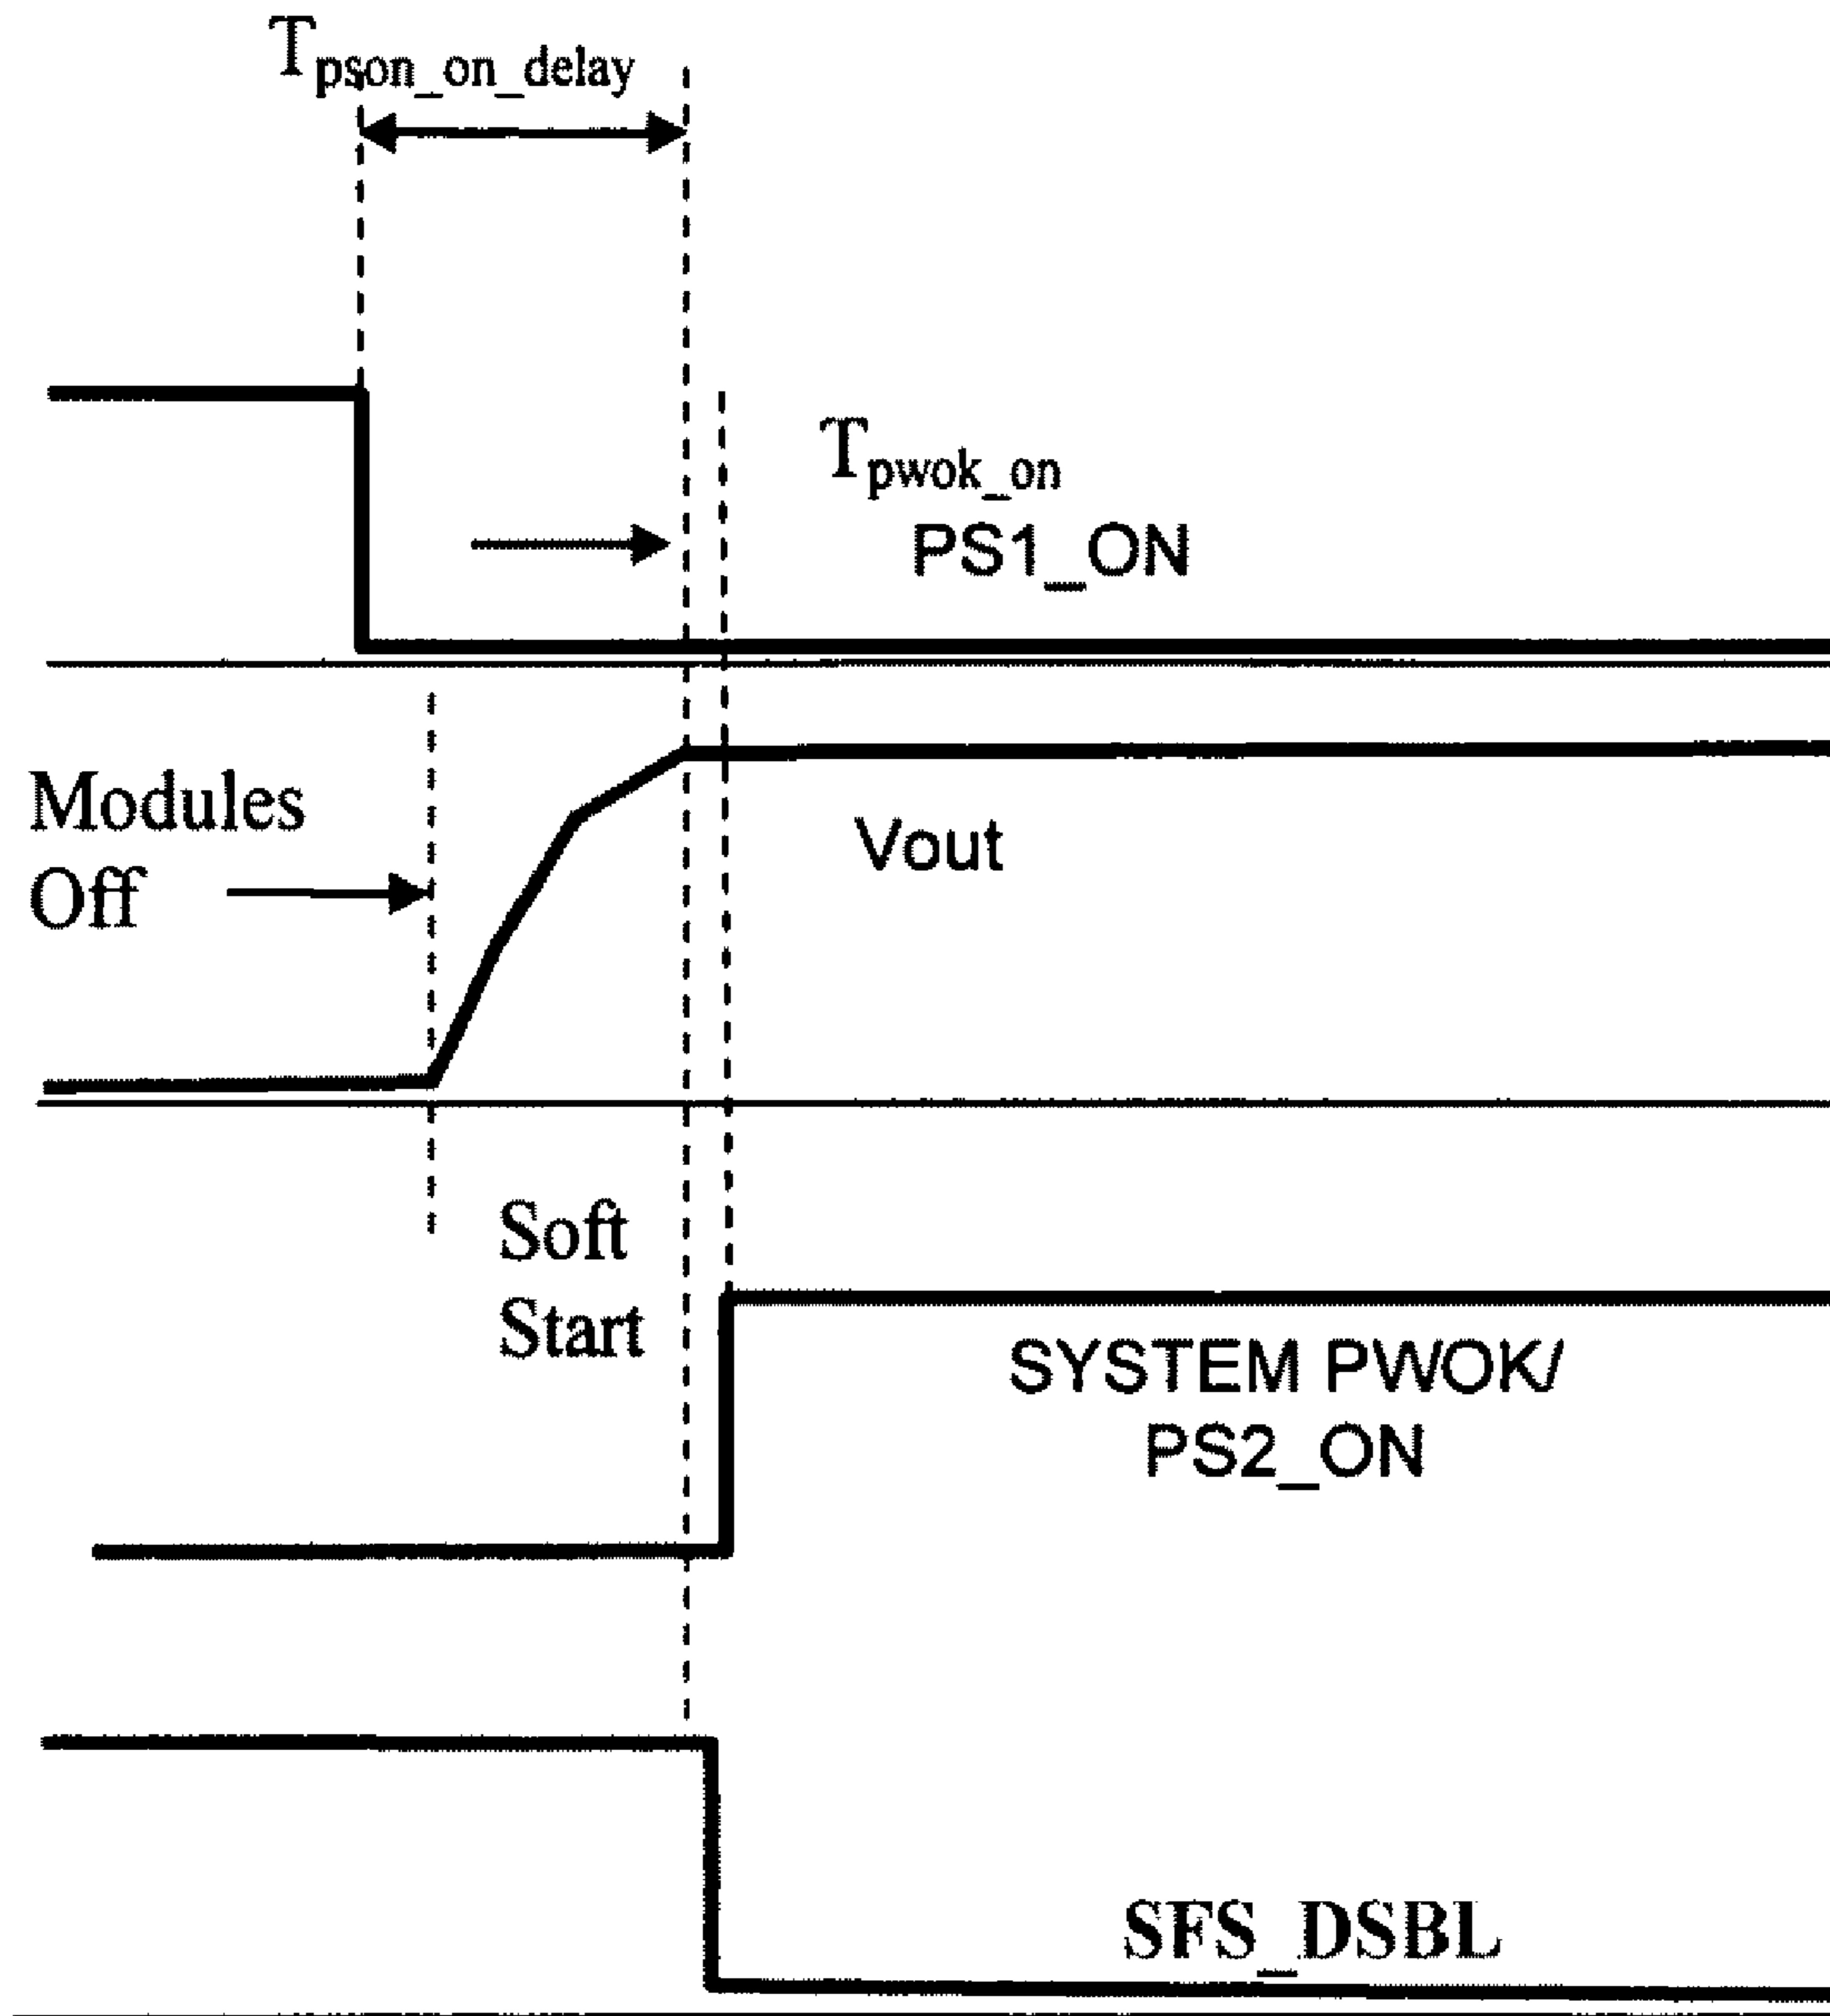 Tpson_on_delay
Tpwok_on
PS1_ON
Modules
Off
Vout
Soft
Start
SYSTEM PWOK/
PS2_ON
SFS_DSBL